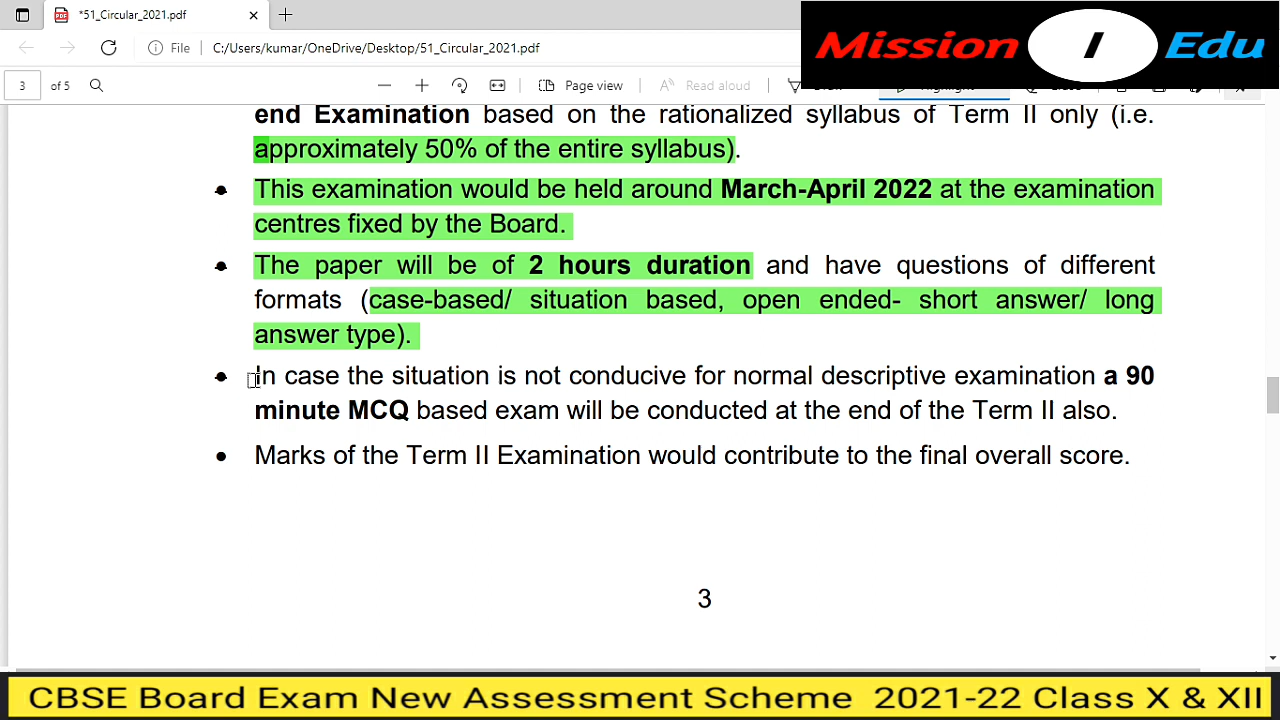 *51_Circular_2021.pdf
File C:/Users/kumar/OneDrive/Desktop/51_Circular_2021.pdf
Mission I Edu
3 of 5 Page view Read aloud
end Examination based on the rationalized syllabus of Term II only (i.e.
approximately 50% of the entire syllabus).
• This examination would be held around March-April 2022 at the examination
centres fixed by the Board.
• The paper will be of 2 hours duration and have questions of different
formats (case-based/ situation based, open ended- short answer/ long
answer type).
• In case the situation is not conducive for normal descriptive examination a 90
minute MCQ based exam will be conducted at the end of the Term II also.
• Marks of the Term II Examination would contribute to the final overall score.
3
CBSE Board Exam New Assessment Scheme 2021-22 Class X & XII